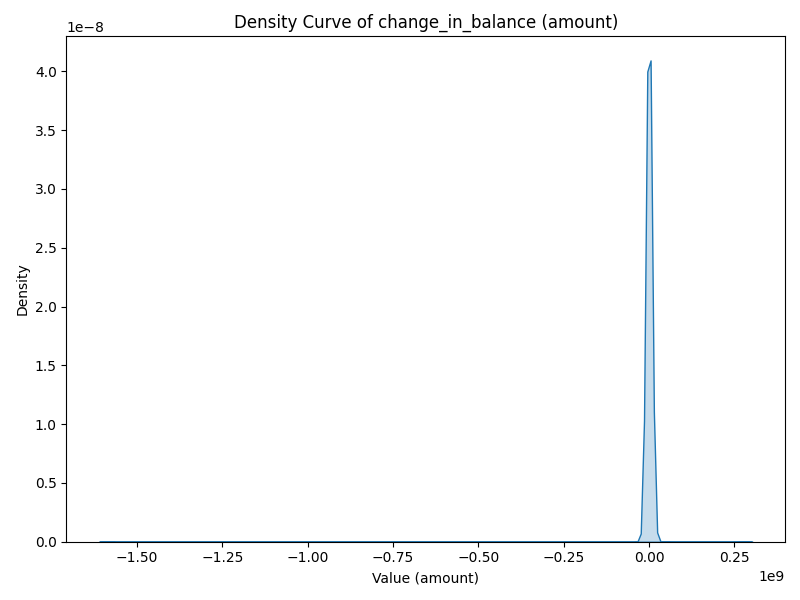 Density Curve of change_in_balance (amount)
1e−8
4.0
3.5
3.0
2.5
2.0
1.5
1.0
0.5
0.0
Density
−1.50 −1.25 −1.00 −0.75 −0.50 −0.25 0.00 0.25
1e9
Value (amount)